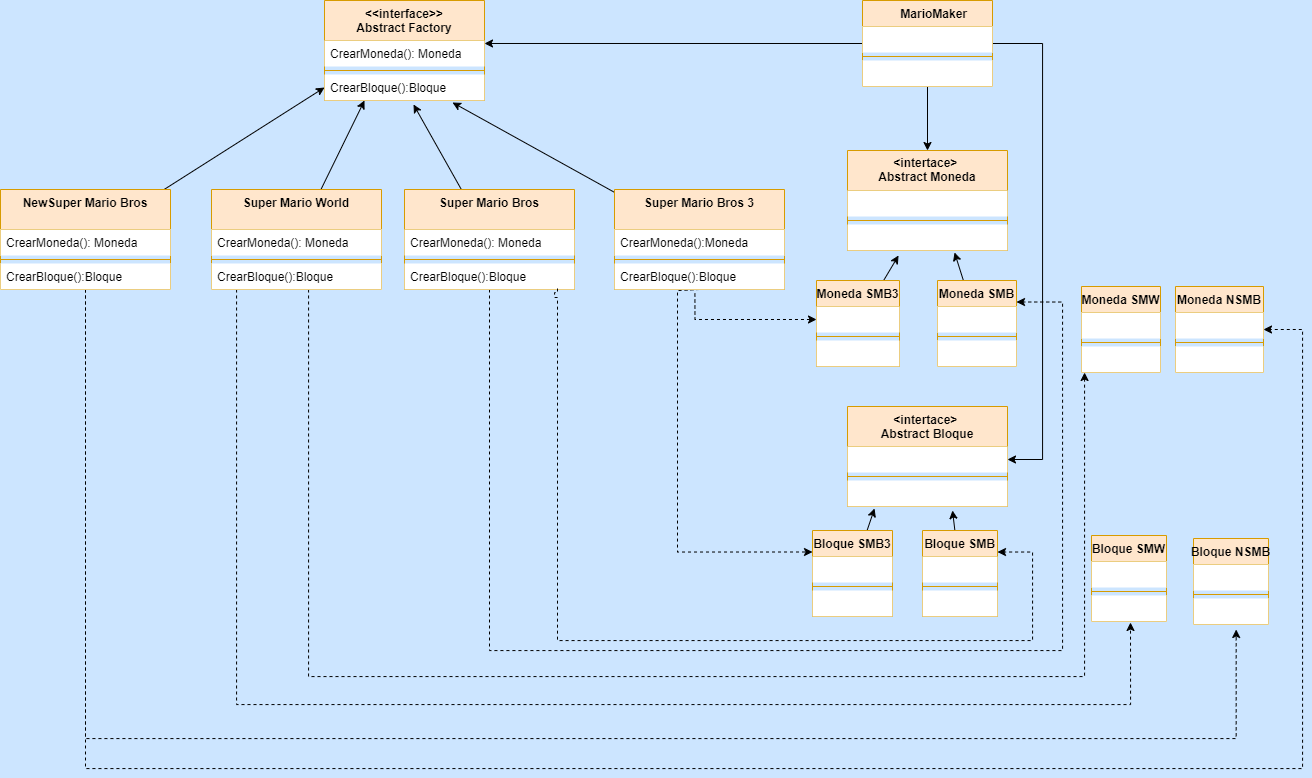 <<interface>>
Abstract Factory
CrearMoneda(): Moneda
CrearBloque():Bloque
MarioMaker
<intertace>
Abstract Moneda
NewSuper Mario Bros
CrearMoneda(): Moneda
CrearBloque():Bloque
Super Mario World
CrearMoneda(): Moneda
CrearBloque():Bloque
Super Mario Bros
CrearMoneda(): Moneda
CrearBloque():Bloque
Super Mario Bros 3
CrearMoneda():Moneda
CrearBloque():Bloque
Moneda SMB3
Moneda SMB
Moneda SMW
Moneda NSMB
<intertace>
Abstract Bloque
Bloque SMB3
Bloque SMB
Bloque SMW
Bloque NSMB